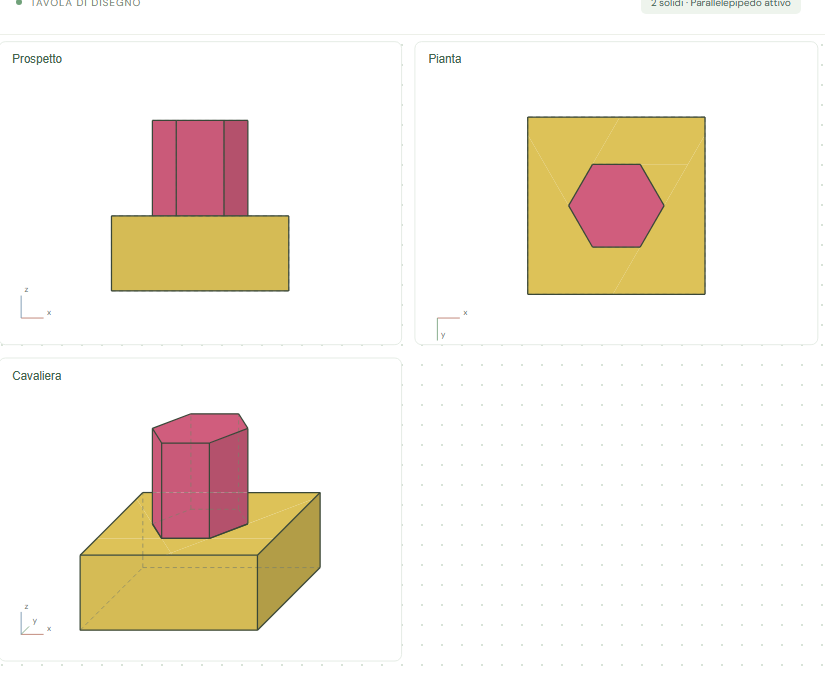 TAVOLA DI DISEGNO
2 solidi · Parallelepipedo attivo
Prospetto
z
x
Pianta
x
y
Cavaliera
z
y
x